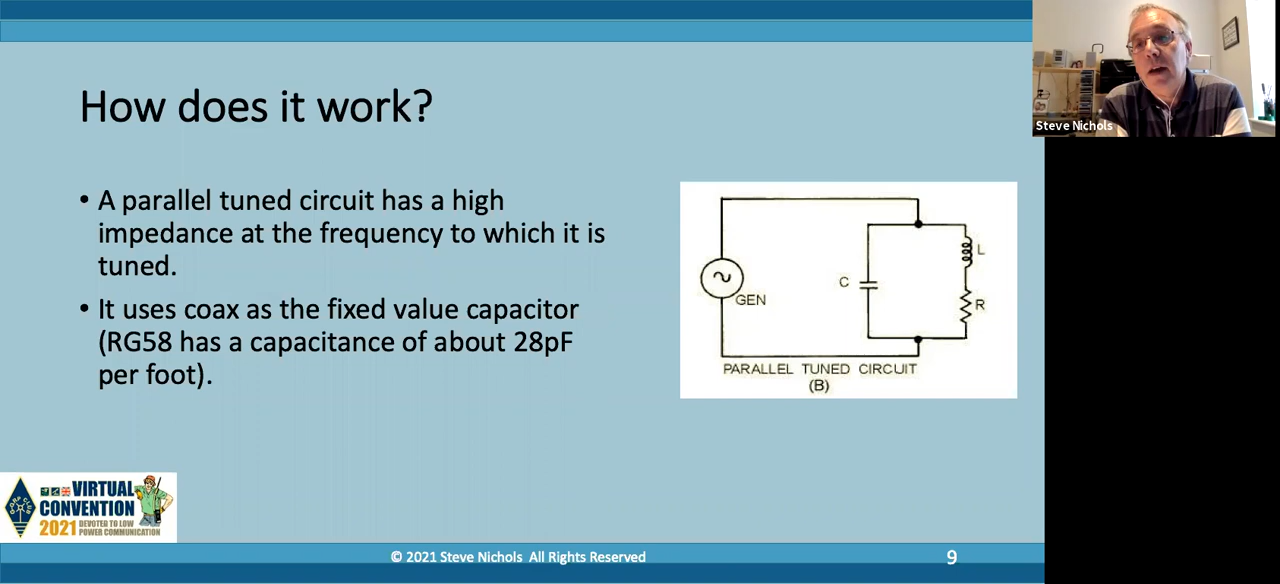 Steve Nichols
How does it work?
• A parallel tuned circuit has a high
impedance at the frequency to which it is
tuned.
• It uses coax as the fixed value capacitor
(RG58 has a capacitance of about 28pF
per foot).
GEN
C
L
R
PARALLEL TUNED CIRCUIT
(B)
VIRTUAL
CONVENTION
2021 DEVOTED TO LOW
POWER COMMUNICATION
© 2021 Steve Nichols All Rights Reserved
9